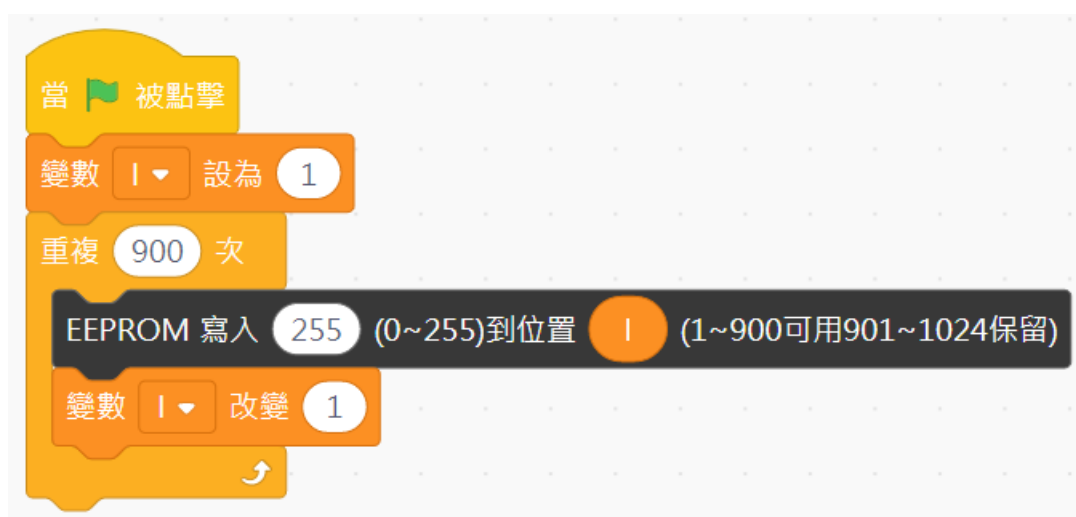 當 被點擊
變數 I 設為 1
重複 900 次
EEPROM 寫入 255 (0~255)到位置 I (1~900可用901~1024保留)
變數 I 改變 1